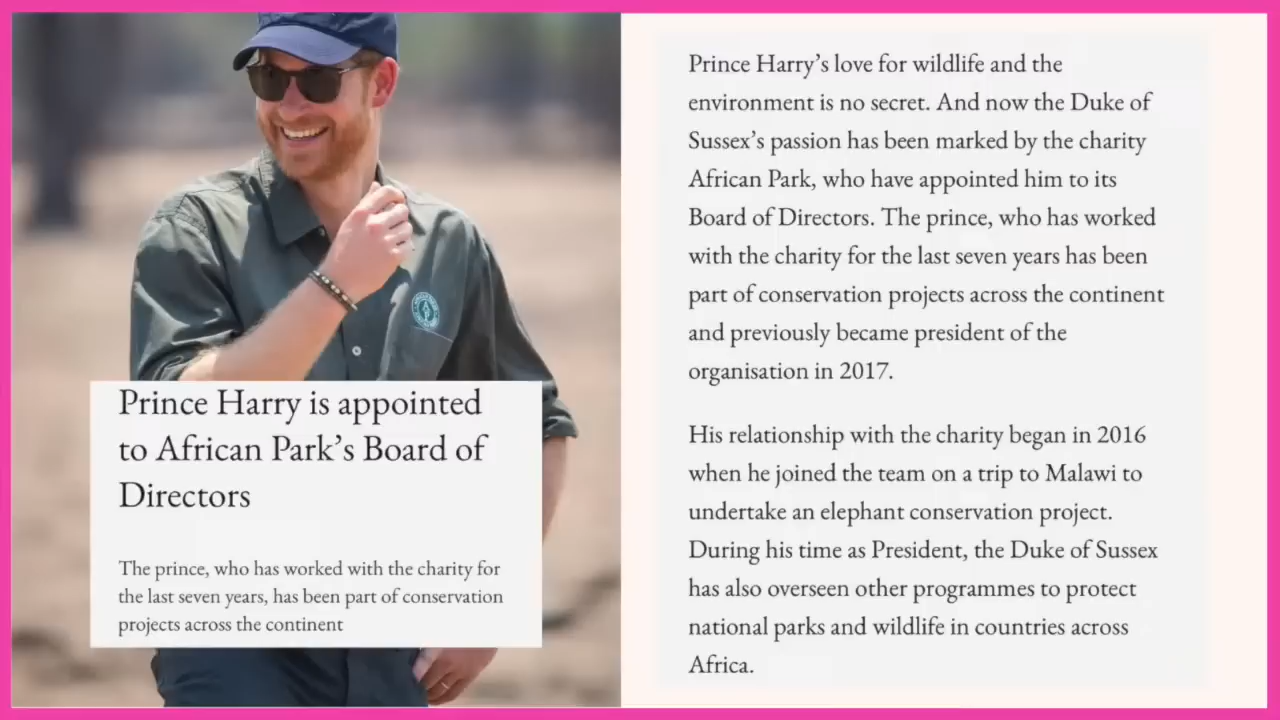 Prince Harry is appointed
to African Park’s Board of
Directors
The prince, who has worked with the charity for
the last seven years, has been part of conservation
projects across the continent
Prince Harry’s love for wildlife and the
environment is no secret. And now the Duke of
Sussex’s passion has been marked by the charity
African Park, who have appointed him to its
Board of Directors. The prince, who has worked
with the charity for the last seven years has been
part of conservation projects across the continent
and previously became president of the
organisation in 2017.
His relationship with the charity began in 2016
when he joined the team on a trip to Malawi to
undertake an elephant conservation project.
During his time as President, the Duke of Sussex
has also overseen other programmes to protect
national parks and wildlife in countries across
Africa.